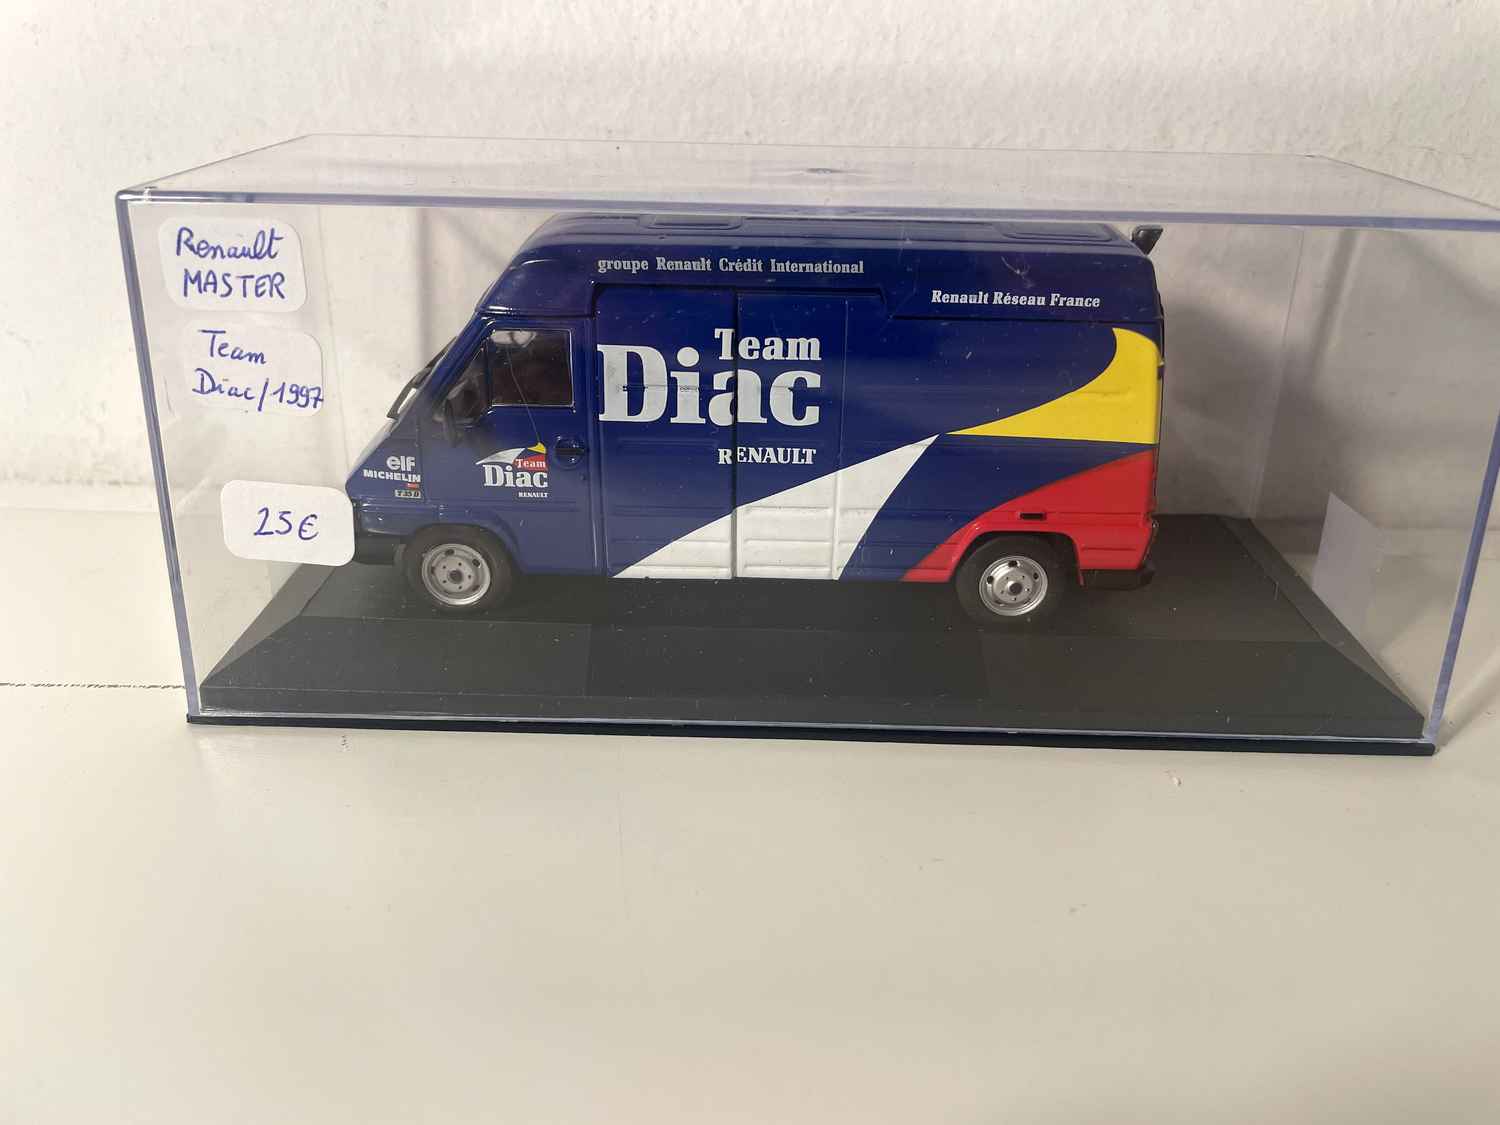 Renault
MASTER
Team
Diac/1997
25€
groupe Renault Crédit International
Renault Réseau France
Team
Diac
RENAULT
elf
MICHELIN
T35 D
Team
Diac
RENAULT